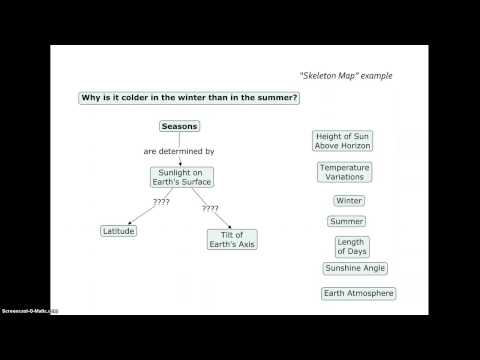 "Skeleton Map" example
Why is it colder in the winter than in the summer?
Seasons
are determined by
Sunlight on
Earth's Surface
????
????
Latitude
Tilt of
Earth's Axis
Height of Sun
Above Horizon
Temperature
Variations
Winter
Summer
Length
of Days
Sunshine Angle
Earth Atmosphere
Screencast-O-Matic.com